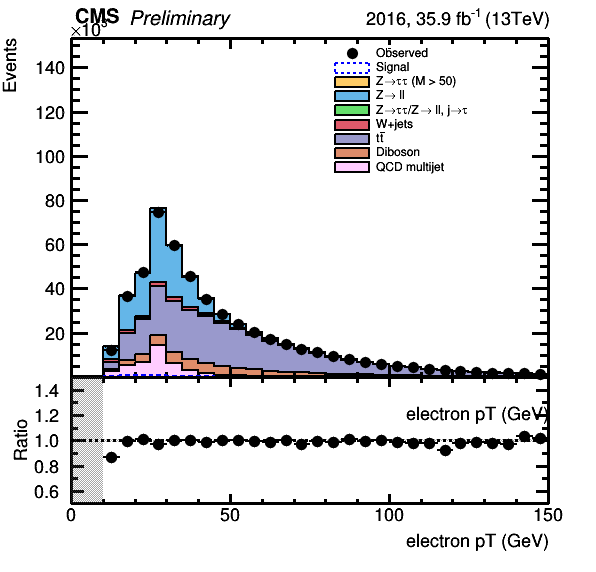 CMS Preliminary 2016, 35.9 fb-1 (13TeV)
×10³
Events
140
120
100
80
60
40
20
Observed
Signal
Z→ττ (M > 50)
Z→ ll
Z→ττ/Z→ ll, j→τ
W+jets
tt̅
Diboson
QCD multijet
electron pT (GeV)
Ratio
1.4
1.2
1.0
0.8
0.6
0 50 100 150
electron pT (GeV)